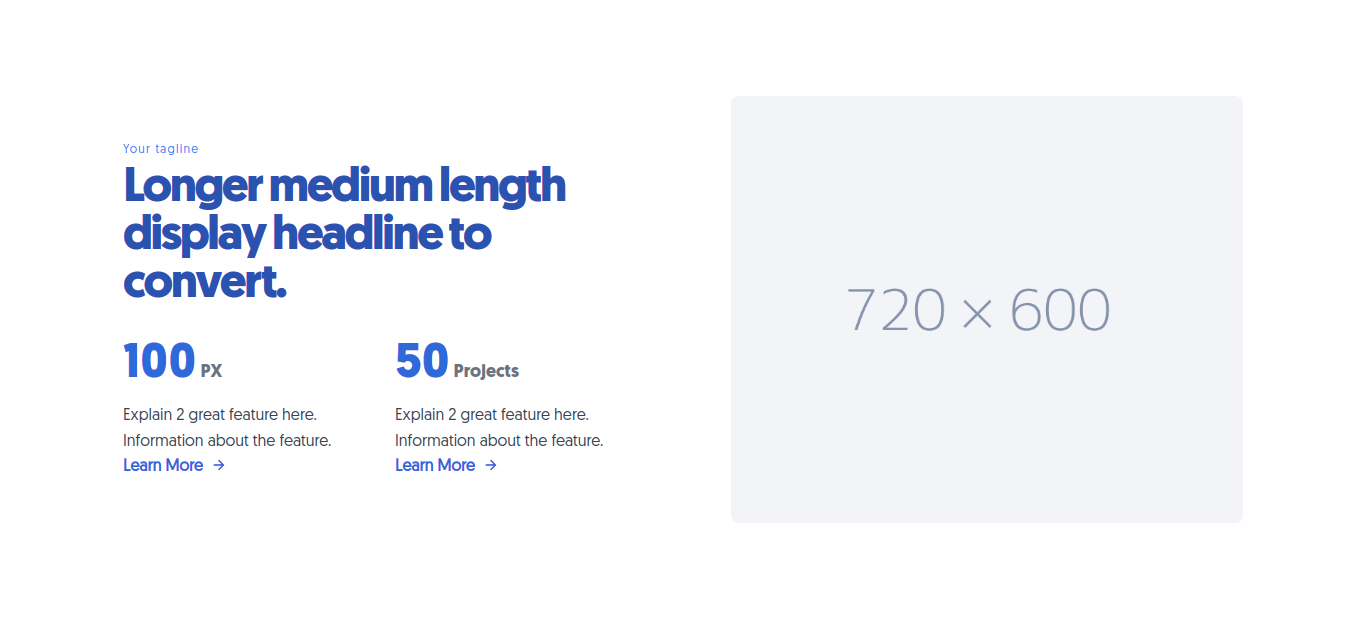 Your tagline
Longer medium length
display headline to
convert.
100 PX
Explain 2 great feature here.
Information about the feature.
Learn More →
50 Projects
Explain 2 great feature here.
Information about the feature.
Learn More →
720 × 600